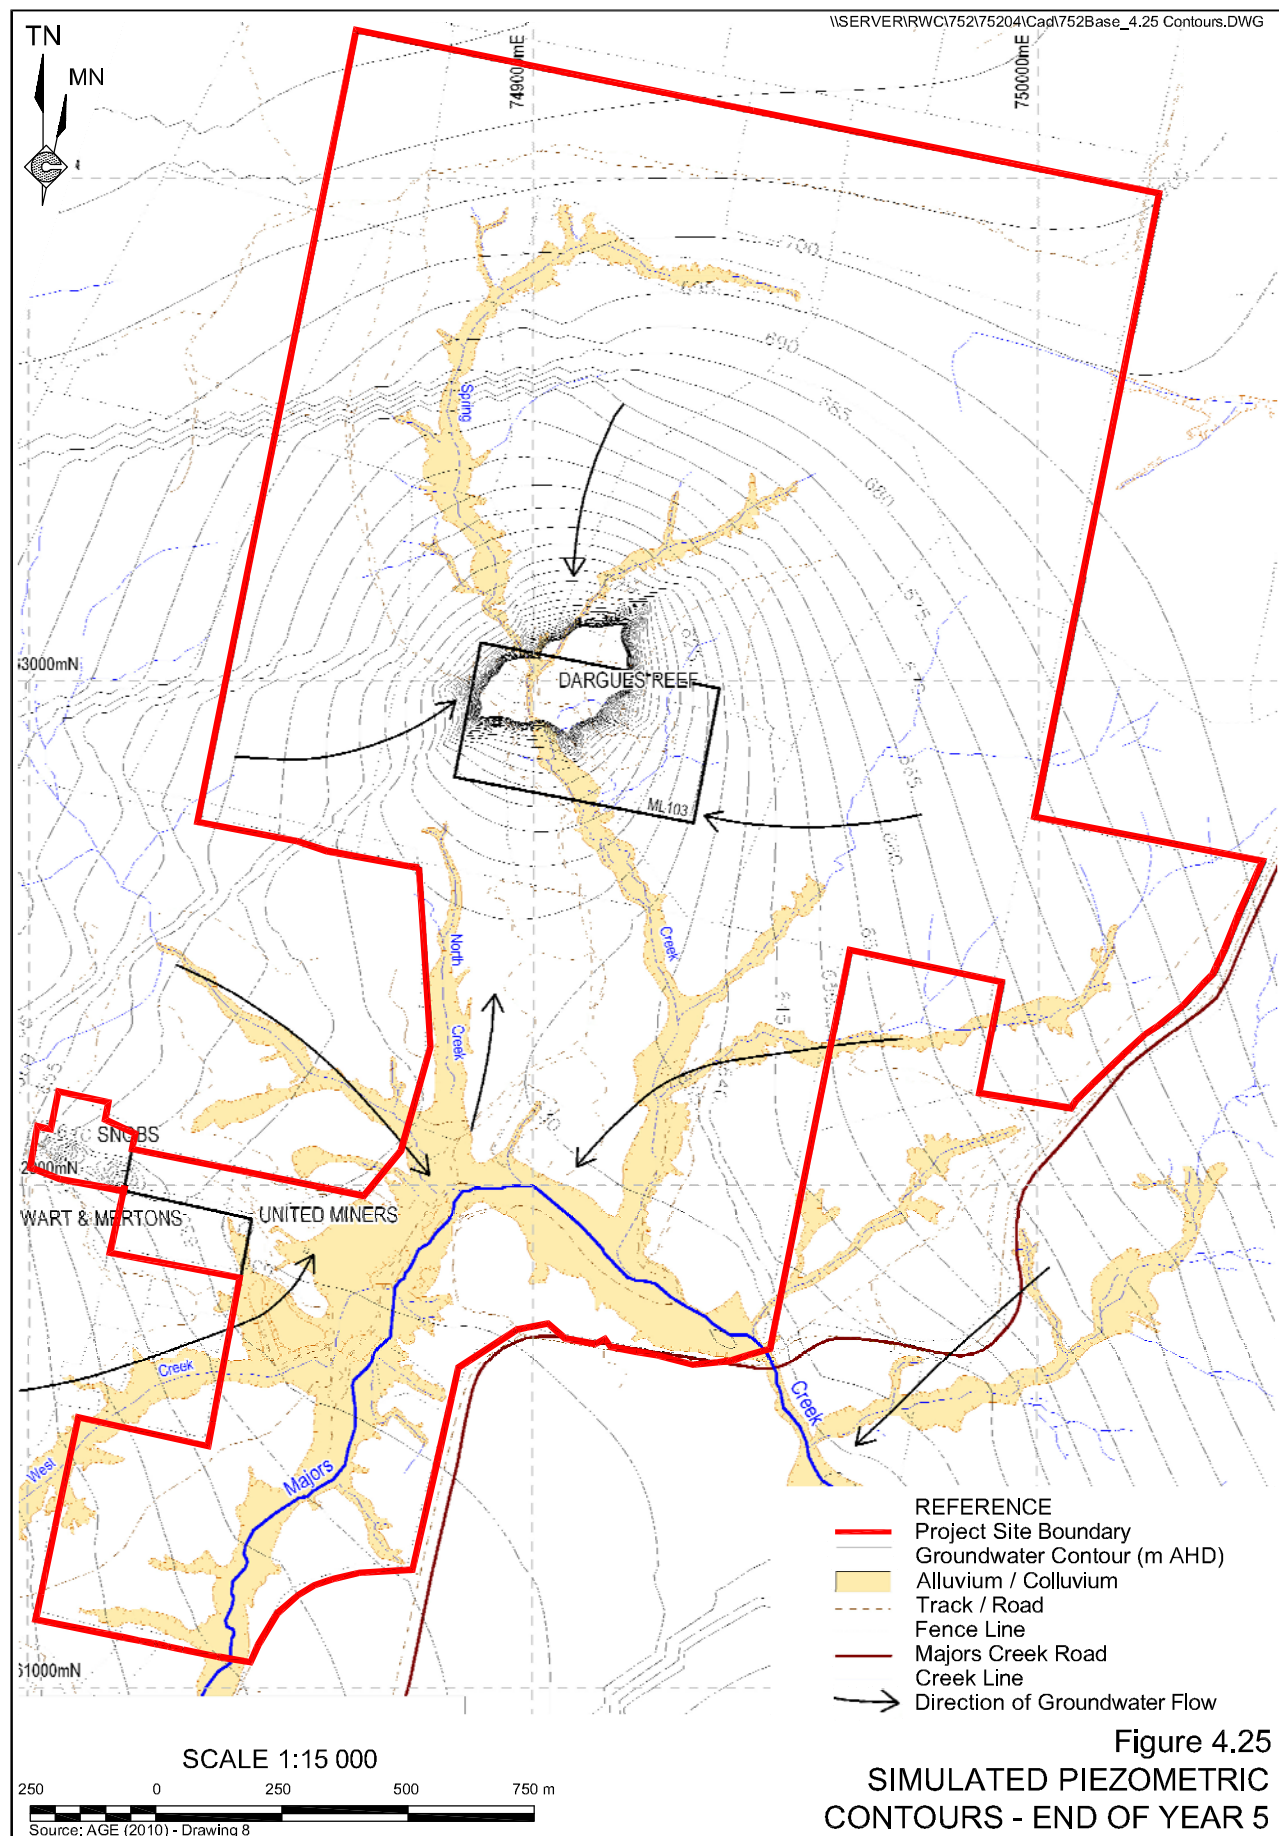 \\SERVER\RWC\752\75204\Cad\752Base_4.25 Contours.DWG
TN
MN
749000mE
750000mE
700
690
685
680
Spring
675
670
DARGUES REEF
ML103
North
Creek
Creek
615
SNOBS
WART & MERTONS
UNITED MINERS
Creek
West
Majors
Creek
REFERENCE
Project Site Boundary
Groundwater Contour (m AHD)
Alluvium / Colluvium
Track / Road
Fence Line
Majors Creek Road
Creek Line
Direction of Groundwater Flow
51000mN
Figure 4.25
SIMULATED PIEZOMETRIC
CONTOURS - END OF YEAR 5
SCALE 1:15 000
250 0 250 500 750 m
Source: AGE (2010) - Drawing 8